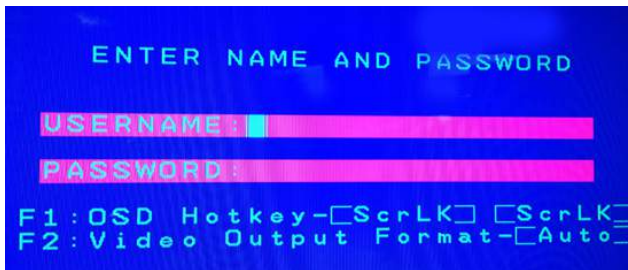 ENTER NAME AND PASSWORD
USERNAME:
PASSWORD:
F1:OSD Hotkey-[ScrLK] [ScrLK]
F2:Video Output Format-[Auto]